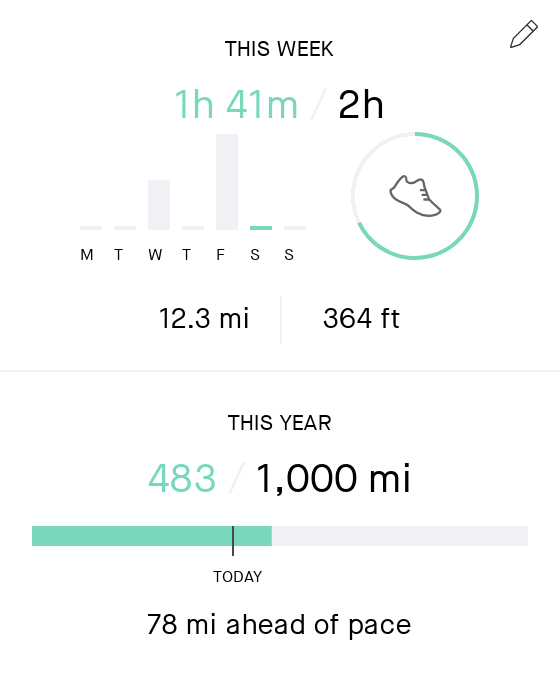 THIS WEEK
1h 41m / 2h
M T W T F S S
12.3 mi | 364 ft
THIS YEAR
483 / 1,000 mi
TODAY
78 mi ahead of pace